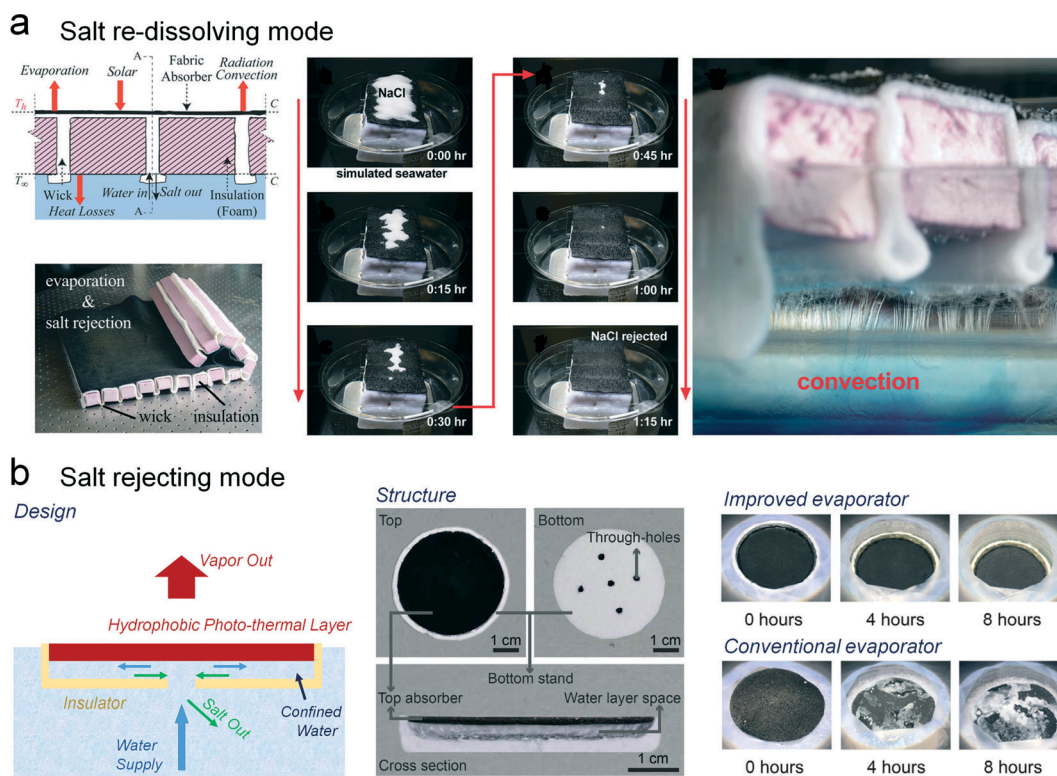 a Salt re-dissolving mode
Evaporation
Solar
Fabric
Absorber
Radiation
Convection
A
Th
C
T∞
C
Wick
Water in
Salt out
Insulation
(Foam)
Heat Losses
A
evaporation
&
salt rejection
wick
insulation
NaCl
0:00 hr
simulated seawater
0:15 hr
0:30 hr
0:45 hr
1:00 hr
NaCl rejected
1:15 hr
convection
b Salt rejecting mode
Design
Vapor Out
Hydrophobic Photo-thermal Layer
Insulator
Salt Out
Confined
Water
Water
Supply
Structure
Top
Bottom
Through-holes
1 cm
1 cm
Bottom stand
Top absorber
Water layer space
Cross section
1 cm
Improved evaporator
0 hours
4 hours
8 hours
Conventional evaporator
0 hours
4 hours
8 hours